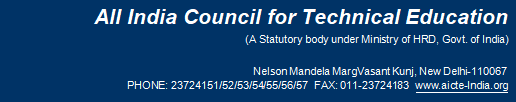 All India Council for Technical Education
(A Statutory body under Ministry of HRD, Govt. of India)
Nelson Mandela MargVasant Kunj, New Delhi-110067
PHONE: 23724151/52/53/54/55/56/57 FAX: 011-23724183 www.aicte-India.org